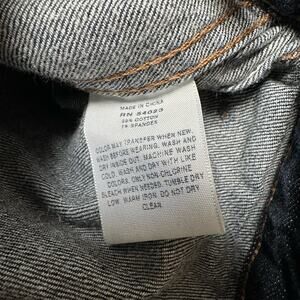 MADE IN CHINA
RN 54023
99% COTTON
1% SPANDEX
COLOR MAY TRANSFER WHEN NEW.
WASH BEFORE WEARING. WASH AND
DRY INSIDE OUT. MACHINE WASH
COLD. WASH AND DRY WITH LIKE
COLORS. ONLY NON-CHLORINE
BLEACH WHEN NEEDED. TUMBLE DRY
LOW. WARM IRON. DO NOT DRY
CLEAN.